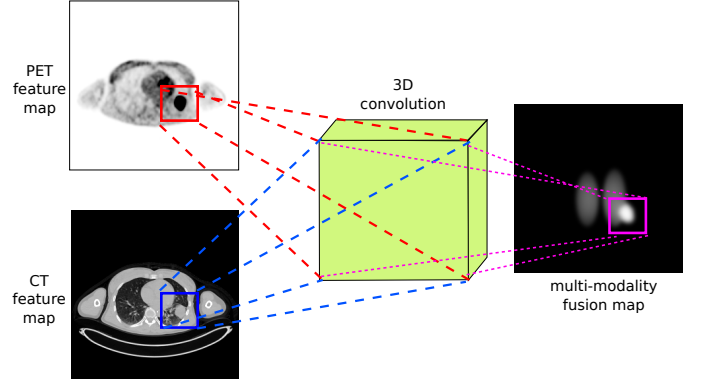 PET
feature
map
3D
convolution
CT
feature
map
multi-modality
fusion map